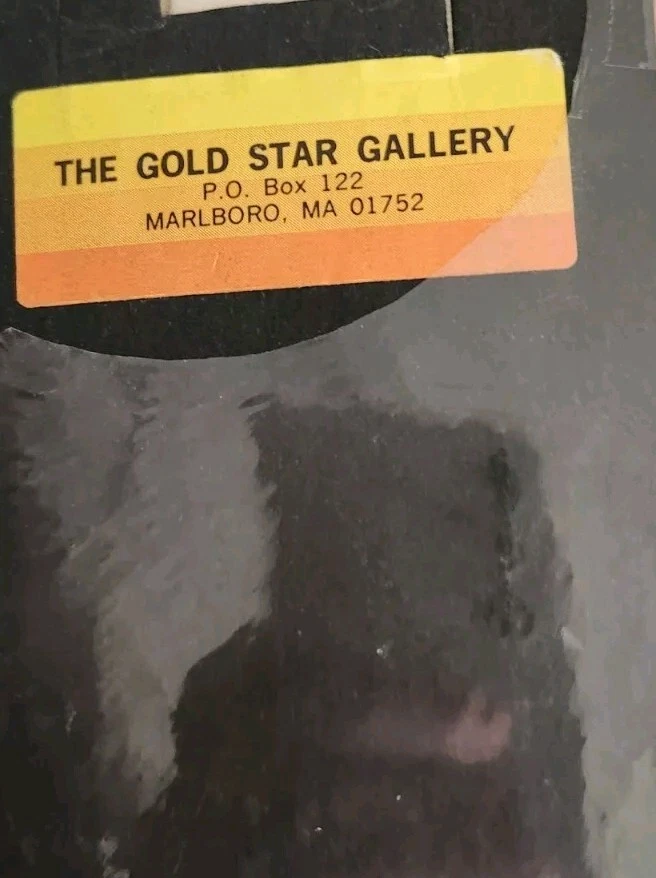 THE GOLD STAR GALLERY
P.O. Box 122
MARLBORO, MA 01752